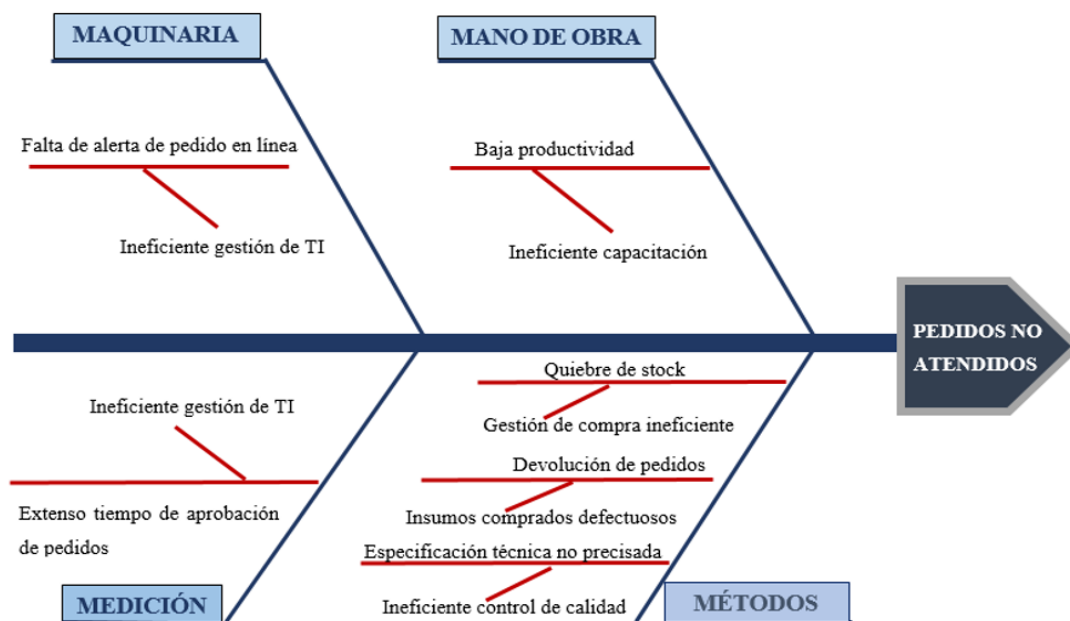 MAQUINARIA
MANO DE OBRA
Falta de alerta de pedido en línea
Baja productividad
Ineficiente gestión de TI
Ineficiente capacitación
PEDIDOS NO
ATENDIDOS
Quiebre de stock
Ineficiente gestión de TI
Gestión de compra ineficiente
Devolución de pedidos
Extenso tiempo de aprobación
de pedidos
Insumos comprados defectuosos
Especificación técnica no precisada
Ineficiente control de calidad
MEDICIÓN
MÉTODOS